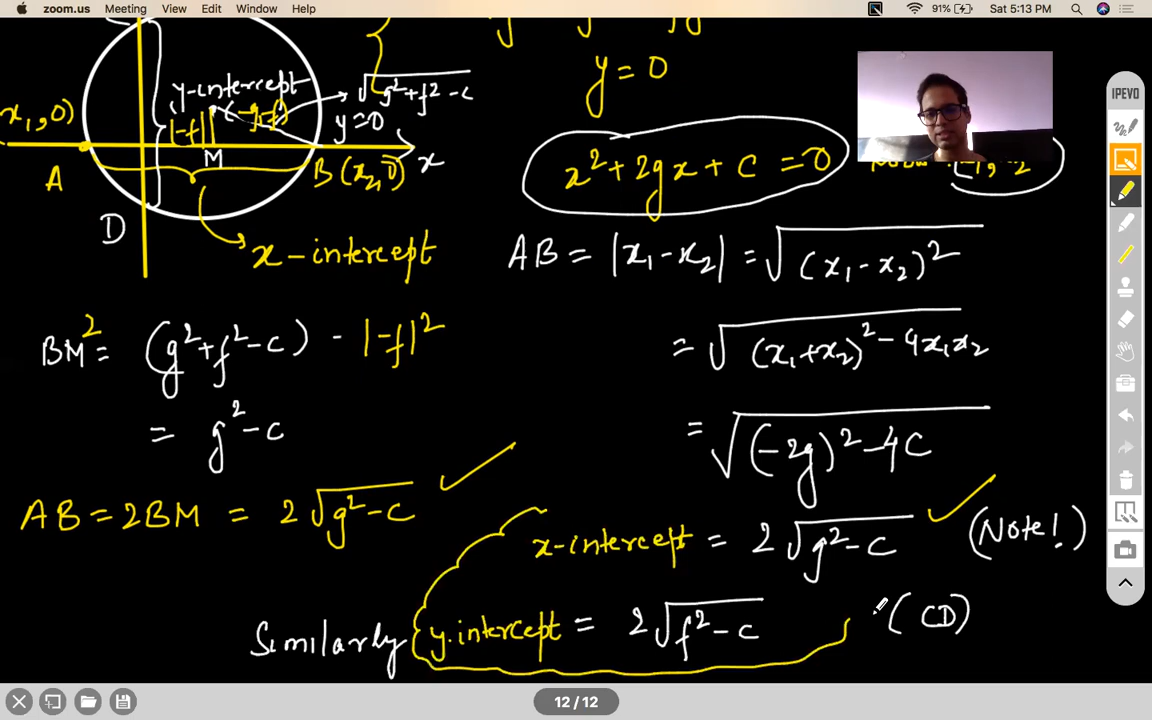 zoom.us Meeting View Edit Window Help
91% Sat 5:13 PM
IPEVO
y-intercept
√g²+f²-c
y=0
|-f|
(-g,-f)
x₁, 0)
M
A
B (x₂, 0)
x
D
x-intercept
y = 0
x² + 2gx + c = 0
AB = |x₁-x₂| = √(x₁-x₂)²
= √(x₁+x₂)² - 4x₁x₂
= √(-2g)² - 4c
BM² = (g²+f²-c) - |-f|²
= g²-c
AB = 2BM = 2√g²-c
x-intercept = 2√g²-c (Note!)
Similarly y.intercept = 2√f²-c (CD)
12 / 12